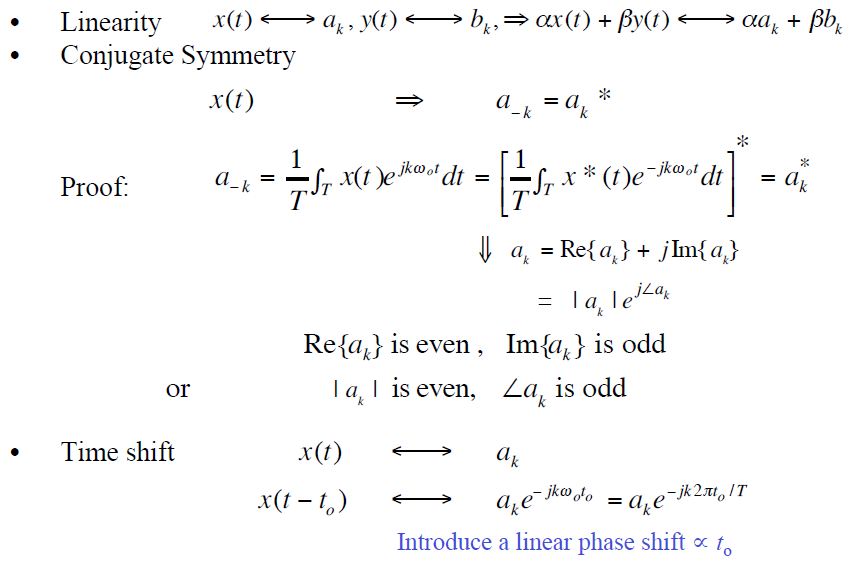 • Linearity x(t) ⟷ a_k , y(t) ⟷ b_k , ⇒ αx(t) + βy(t) ⟷ αa_k + βb_k
• Conjugate Symmetry
x(t) ⇒ a_{−k} = a_k *
Proof: a_{−k} = \frac{1}{T} ∫_T x(t)e^{jkω_o t} dt = [\frac{1}{T} ∫_T x * (t)e^{−jkω_o t} dt]^* = a_k^*
⇓ a_k = Re{a_k} + j Im{a_k}
= | a_k | e^{j∠a_k}
Re{a_k} is even , Im{a_k} is odd
or | a_k | is even, ∠a_k is odd
• Time shift x(t) ⟷ a_k
x(t − t_o) ⟷ a_k e^{−jkω_o t_o} = a_k e^{−jk2πt_o /T}
Introduce a linear phase shift ∝ t_o